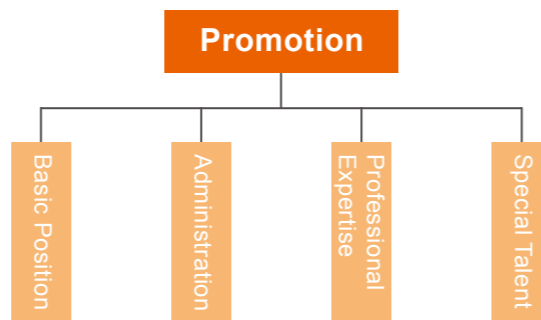 Promotion
Basic Position
Administration
Professional
Expertise
Special Talent